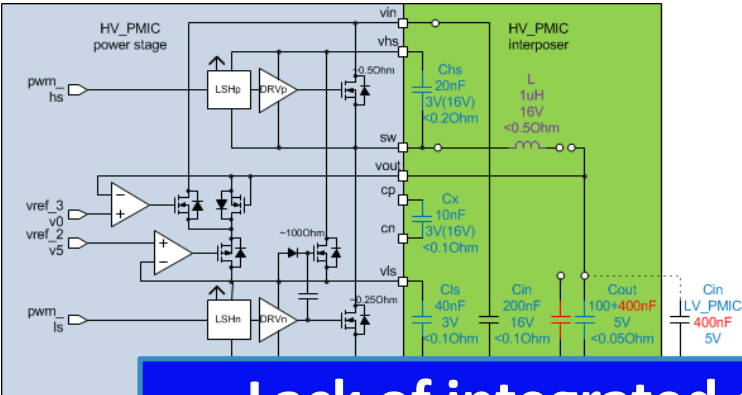 HV_PMIC
power stage
vin
HV_PMIC
interposer
vhs
~0.5Ohm
pwm_
hs
LSHp
DRVp
Chs
20nF
3V(16V)
<0.2Ohm
L
1uH
16V
<0.5Ohm
sw
vout
cp
vref_3
v0
Cx
10nF
3V(16V)
<0.1Ohm
vref_2
v5
~100Ohm
cn
vls
pwm_
ls
LSHn
DRVn
~0.25Ohm
Cls
40nF
3V
<0.1Ohm
Cin
200nF
16V
<0.1Ohm
Cout
100+400nF
5V
<0.05Ohm
Cin
LV_PMIC
400nF
5V
Lack of integrated